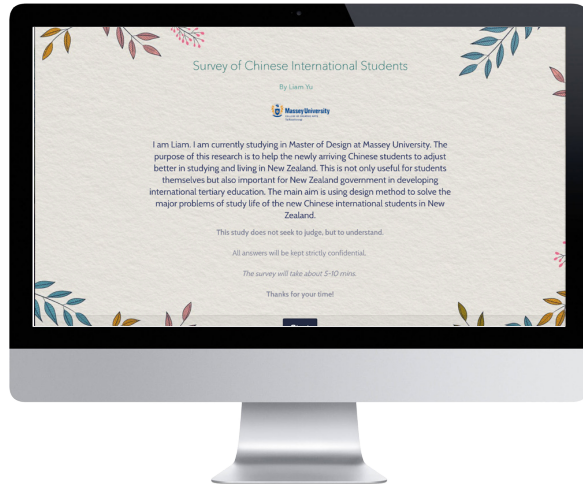 Survey of Chinese International Students
By Liam Yu
Massey University
I am Liam. I am currently studying in Master of Design at Massey University. The
purpose of this research is to help the newly arriving Chinese students to adjust
better in studying and living in New Zealand. This is not only useful for students
themselves but also important for New Zealand government in developing
international tertiary education. The main aim is using design method to solve the
major problems of study life of the new Chinese international students in New
Zealand.
This study does not seek to judge, but to understand.
All answers will be kept strictly confidential.
The survey will take about 5-10 mins.
Thanks for your time!